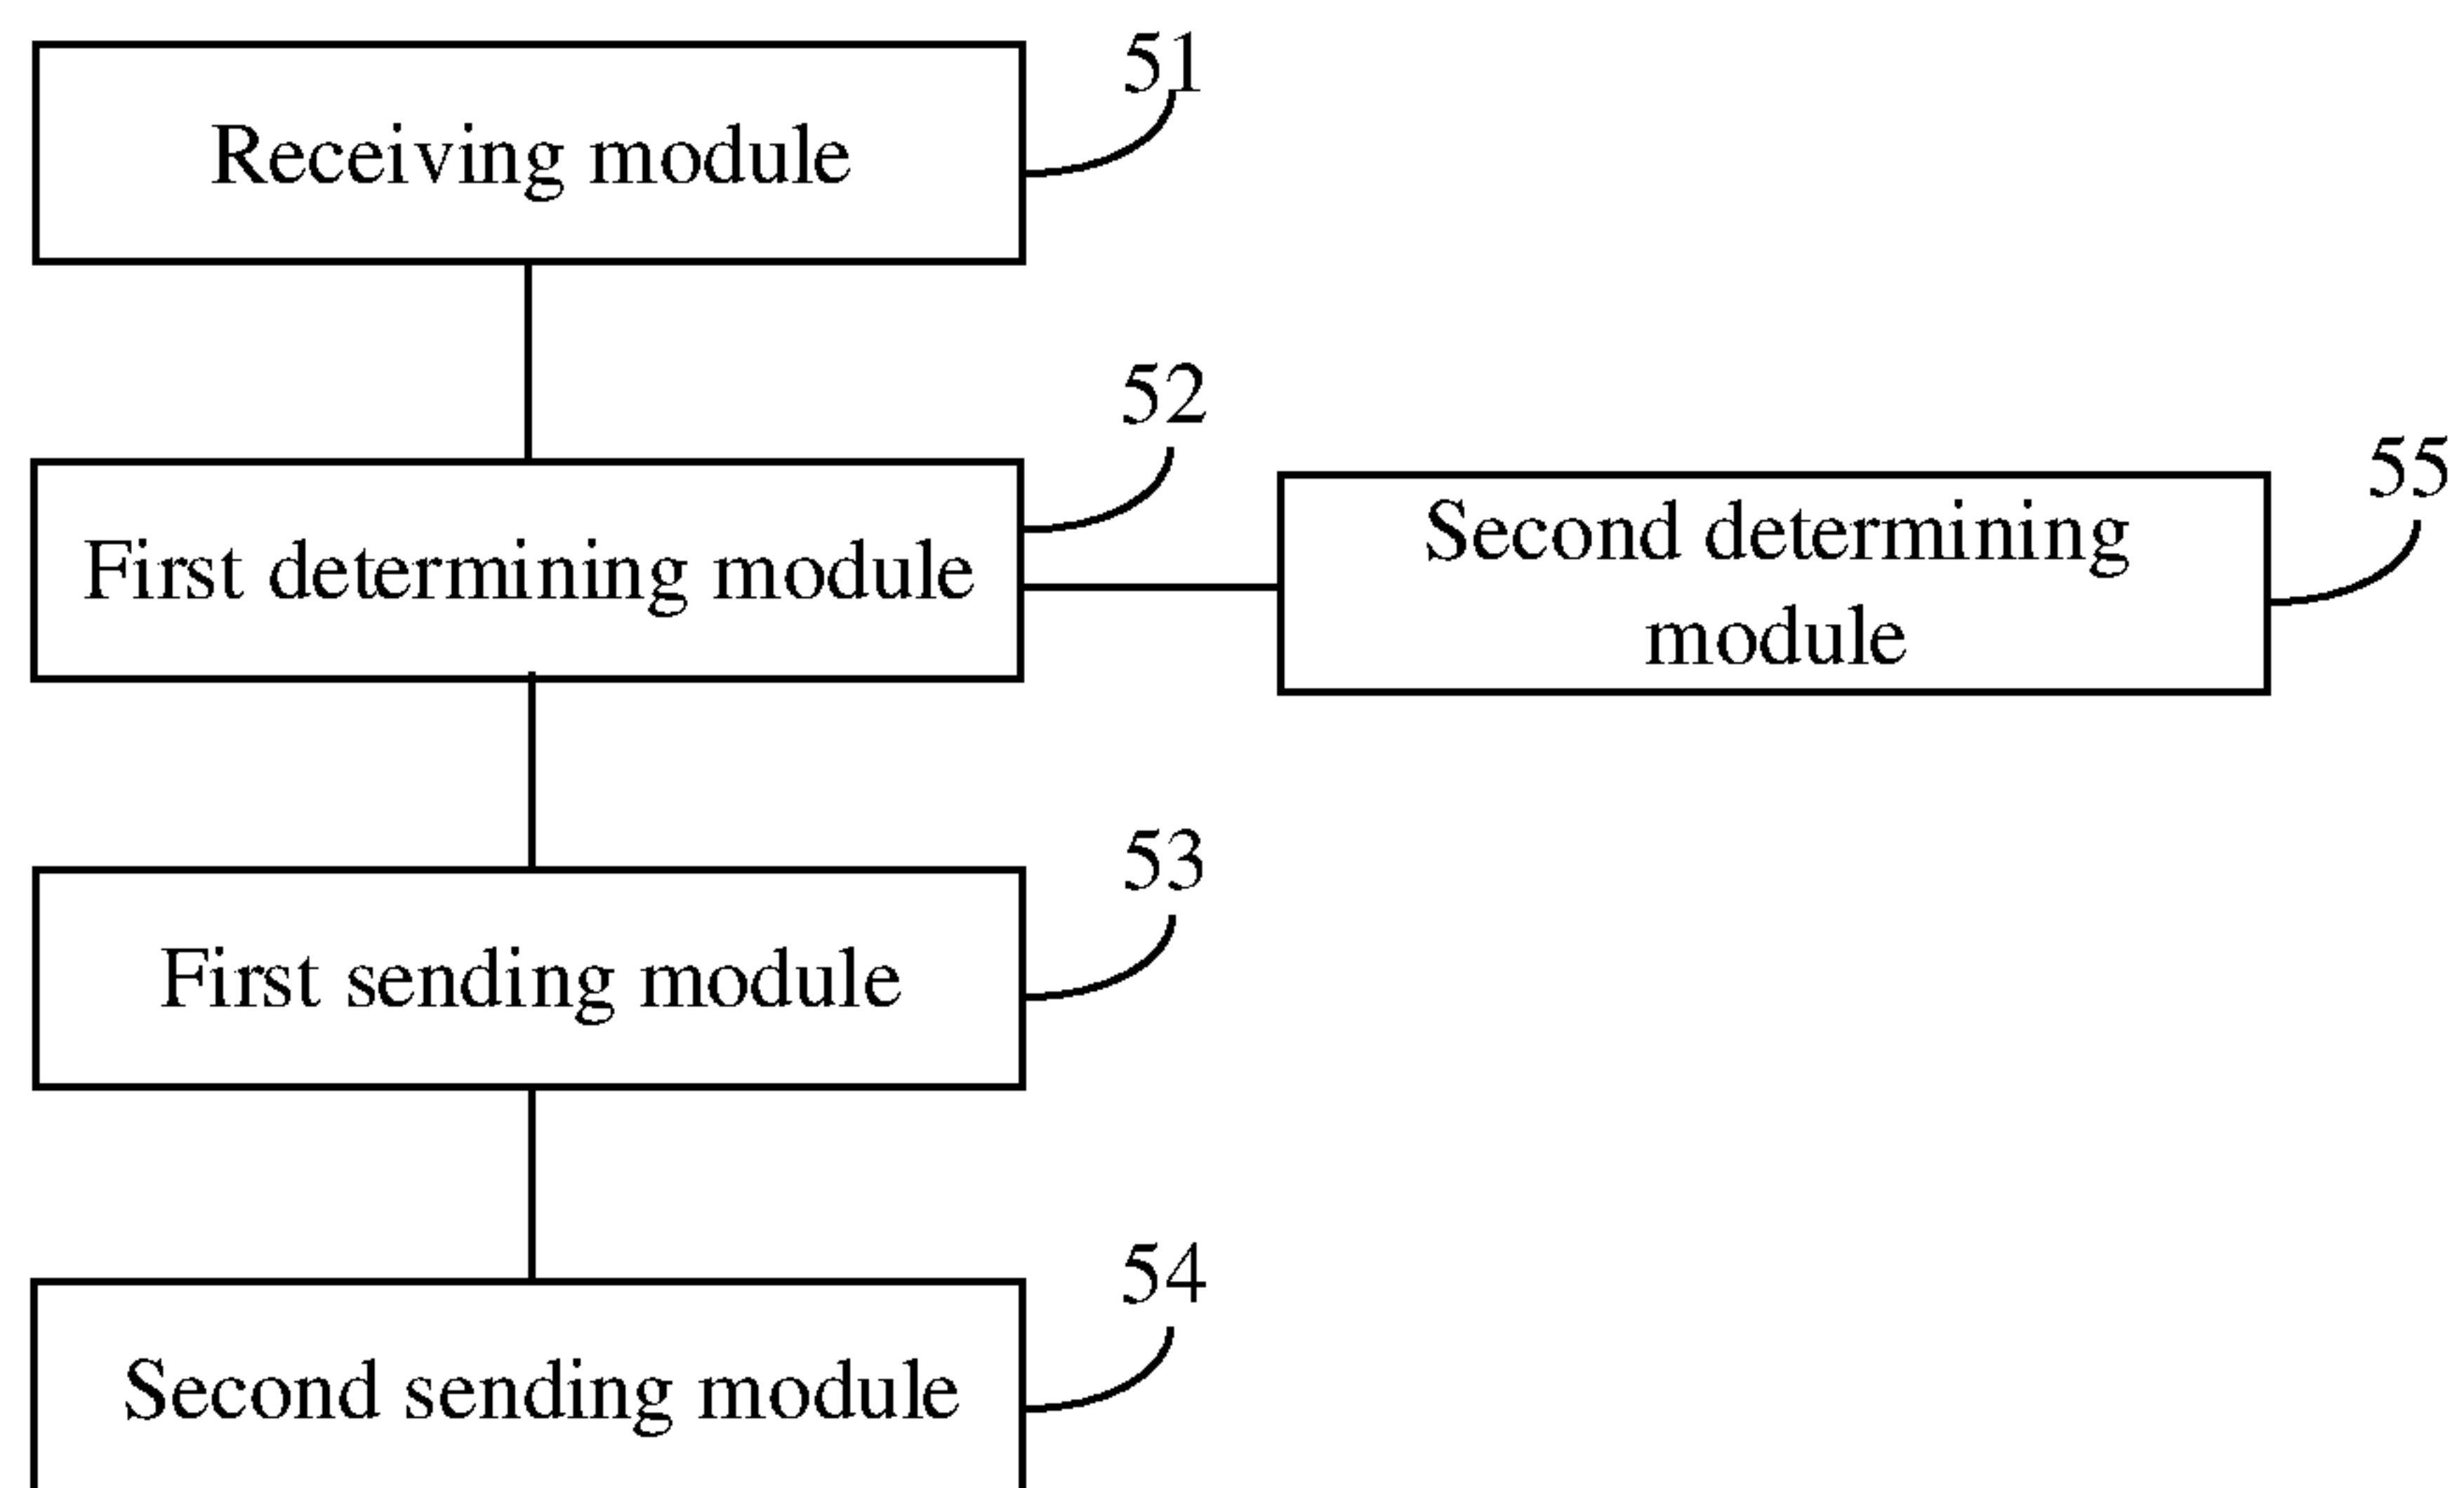 51
Receiving module
52
First determining module
55
Second determining
module
53
First sending module
54
Second sending module